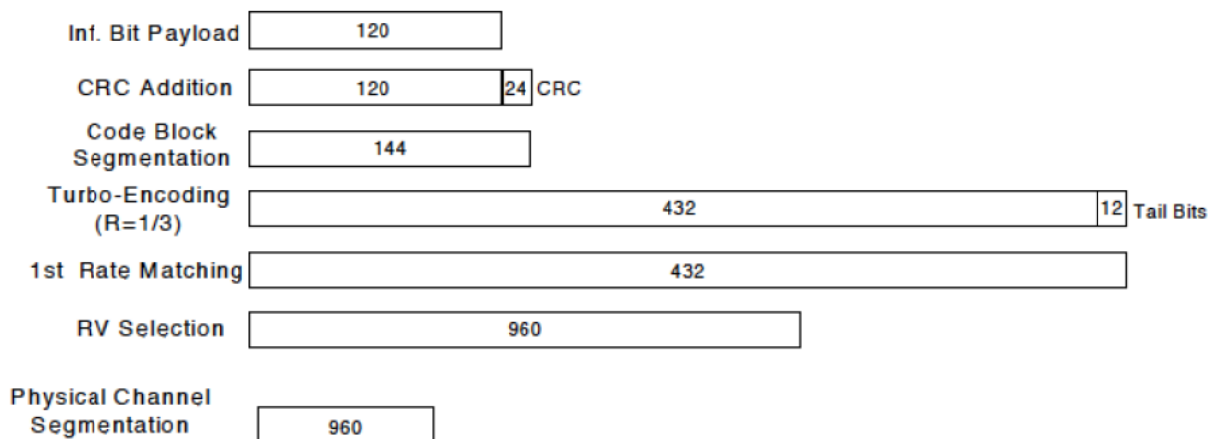 Inf. Bit Payload 120
CRC Addition 120 24 CRC
Code Block
Segmentation 144
Turbo-Encoding
(R=1/3) 432 12 Tail Bits
1st Rate Matching 432
RV Selection 960
Physical Channel
Segmentation 960